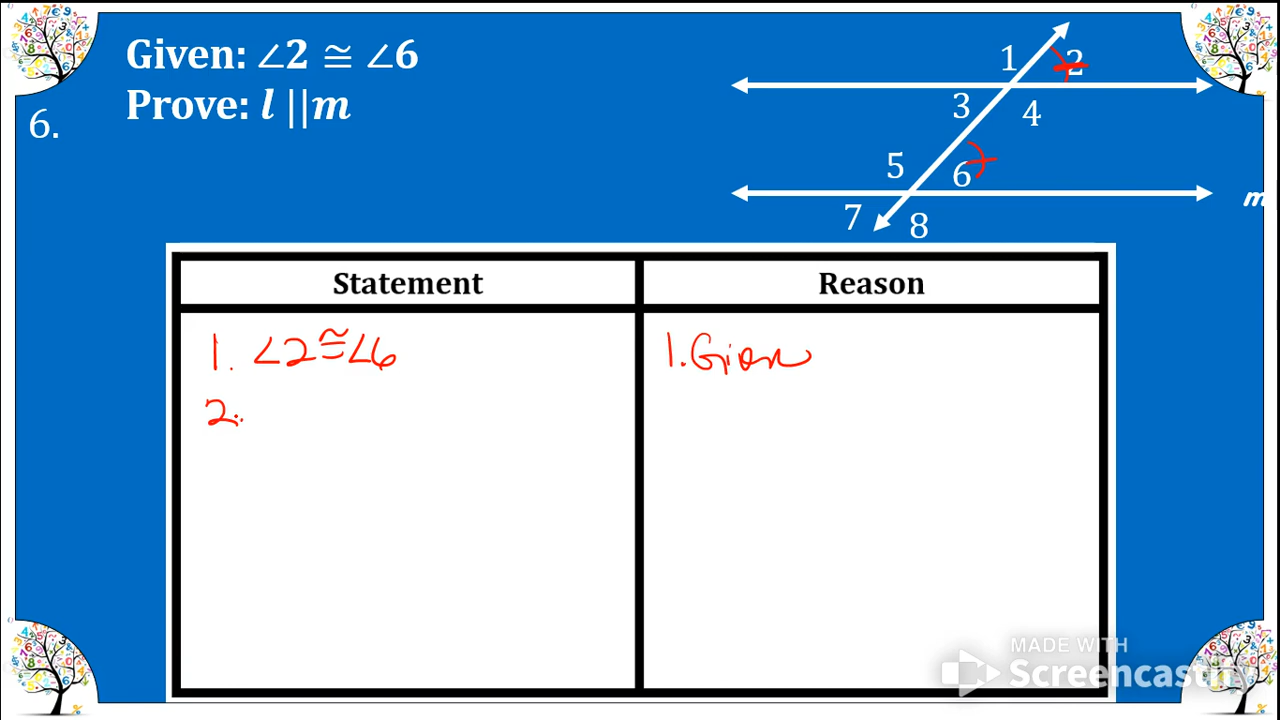 Given: ∠2 ≅ ∠6
Prove: l ||m
6.
1
2
3
4
5
6
7
8
m
Statement
Reason
1. ∠2≅∠6
1. Given
2.
MADE WITH
Screencastify